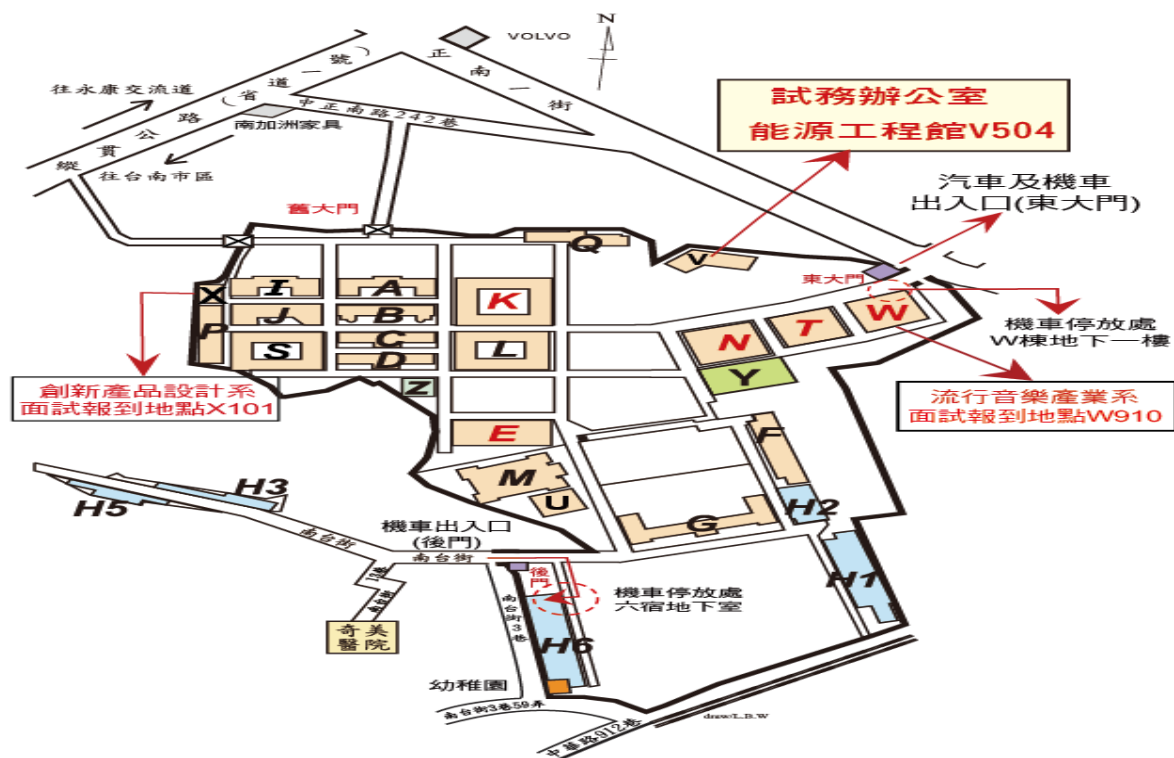 N
VOLVO
正南一街
往永康交流道
縱貫公路(省道一號)
中正南路242巷
南加洲家具
往台南市區
試務辦公室
能源工程館V504
汽車及機車
出入口(東大門)
舊大門
東大門
Q
V
I
A
K
X
J
B
P
C
S
D
L
N
T
W
Z
Y
機車停放處
W棟地下一樓
創新產品設計系
面試報到地點X101
流行音樂產業系
面試報到地點W910
E
F
M
U
G
H3
H5
H2
H1
機車出入口
(後門)
南台街
南台街
後門
機車停放處
六宿地下室
南台街3巷
奇美
醫院
H6
幼稚園
南台街3巷59弄
中華路912巷
draw/L.B.W